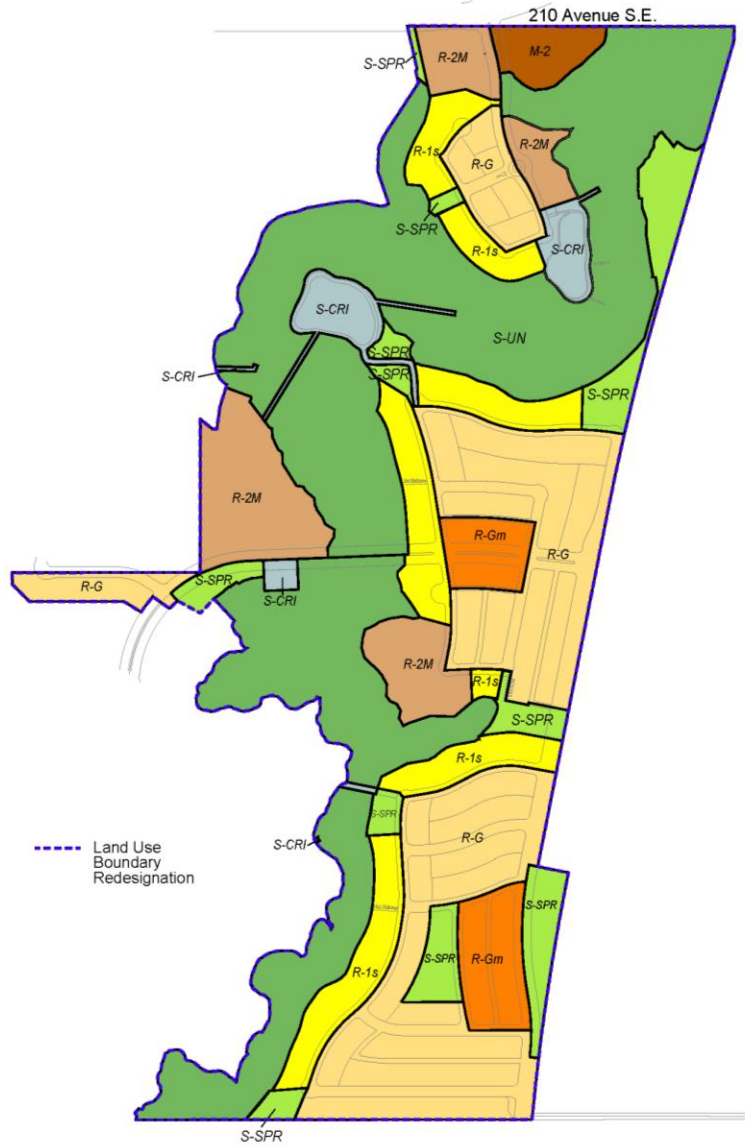 210 Avenue S.E.
S-SPR
R-2M
M-2
R-1s
R-G
R-2M
S-SPR
R-1s
S-CRI
S-CRI
S-UN
S-SPR
S-CRI
S-SPR
S-SPR
R-2M
R-Gm
R-G
R-G
S-SPR
S-CRI
R-2M
R-1s
S-SPR
R-1s
S-SPR
R-G
S-CRI
Land Use
Boundary
Redesignation
S-SPR
S-SPR
R-Gm
R-1s
S-SPR